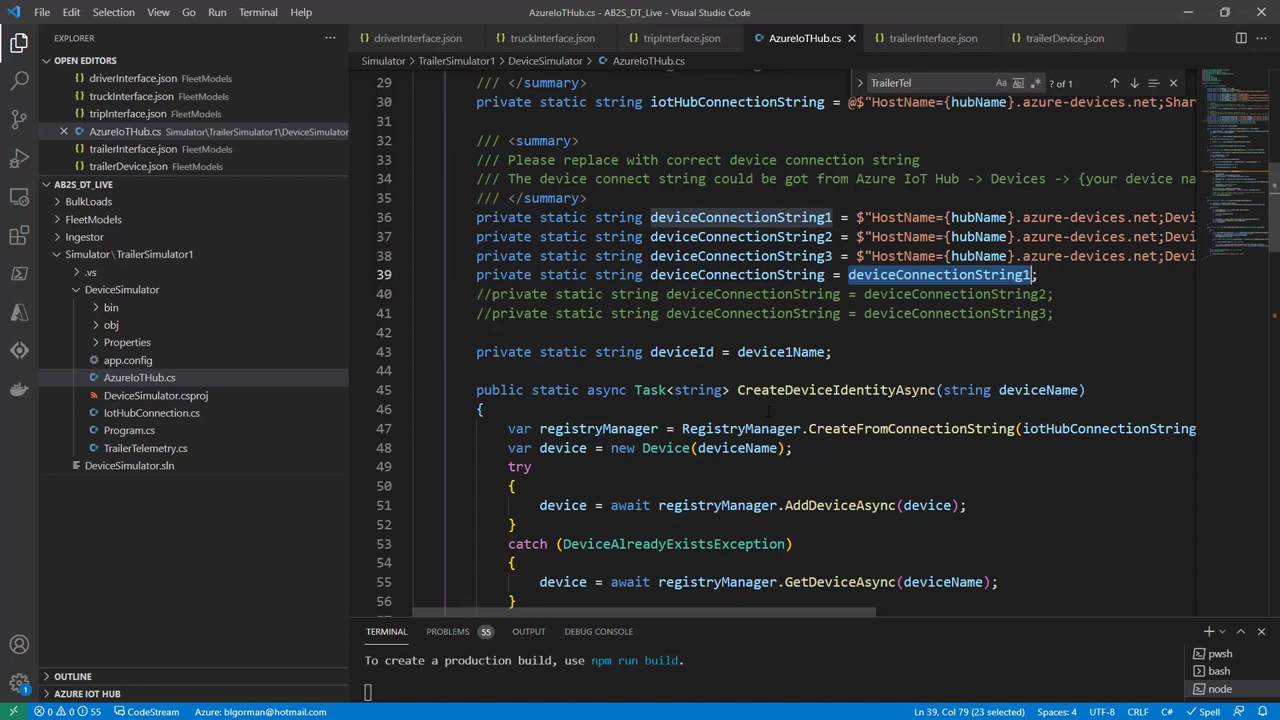 File Edit Selection View Go Run Terminal Help
AzureIoTHub.cs - AB2S_DT_Live - Visual Studio Code
EXPLORER
driverInterface.json
truckInterface.json
tripInterface.json
AzureIoTHub.cs
trailerInterface.json
trailerDevice.json
OPEN EDITORS
driverInterface.json FleetModels
truckInterface.json FleetModels
tripInterface.json FleetModels
AzureIoTHub.cs Simulator\TrailerSimulator1\DeviceSimulator
trailerInterface.json FleetModels
trailerDevice.json FleetModels
AB2S_DT_LIVE
BulkLoads
FleetModels
Ingestor
Simulator \ TrailerSimulator1
.vs
DeviceSimulator
bin
obj
Properties
app.config
AzureIoTHub.cs
DeviceSimulator.csproj
IotHubConnection.cs
Program.cs
TrailerTelemetry.cs
DeviceSimulator.sln
OUTLINE
AZURE IOT HUB
Simulator > TrailerSimulator1 > DeviceSimulator > AzureIoTHub.cs
TrailerTel Aa ab .* ? of 1
29 /// </summary>
30 private static string iotHubConnectionString = @$"HostName={hubName}.azure-devices.net;Shar
31
32 /// <summary>
33 /// Please replace with correct device connection string
34 /// The device connect string could be got from Azure IoT Hub -> Devices -> {your device na
35 /// </summary>
36 private static string deviceConnectionString1 = $"HostName={hubName}.azure-devices.net;Devi
37 private static string deviceConnectionString2 = $"HostName={hubName}.azure-devices.net;Devi
38 private static string deviceConnectionString3 = $"HostName={hubName}.azure-devices.net;Devi
39 private static string deviceConnectionString = deviceConnectionString1;
40 //private static string deviceConnectionString = deviceConnectionString2;
41 //private static string deviceConnectionString = deviceConnectionString3;
42
43 private static string deviceId = device1Name;
44
45 public static async Task<string> CreateDeviceIdentityAsync(string deviceName)
46 {
47 var registryManager = RegistryManager.CreateFromConnectionString(iotHubConnectionString
48 var device = new Device(deviceName);
49 try
50 {
51 device = await registryManager.AddDeviceAsync(device);
52 }
53 catch (DeviceAlreadyExistsException)
54 {
55 device = await registryManager.GetDeviceAsync(deviceName);
56 }
TERMINAL PROBLEMS 55 OUTPUT DEBUG CONSOLE
To create a production build, use npm run build.
pwsh
bash
node
1
0 0 55 CodeStream Azure: blgorman@hotmail.com Ln 39, Col 79 (23 selected) Spaces: 4 UTF-8 CRLF C# Spell